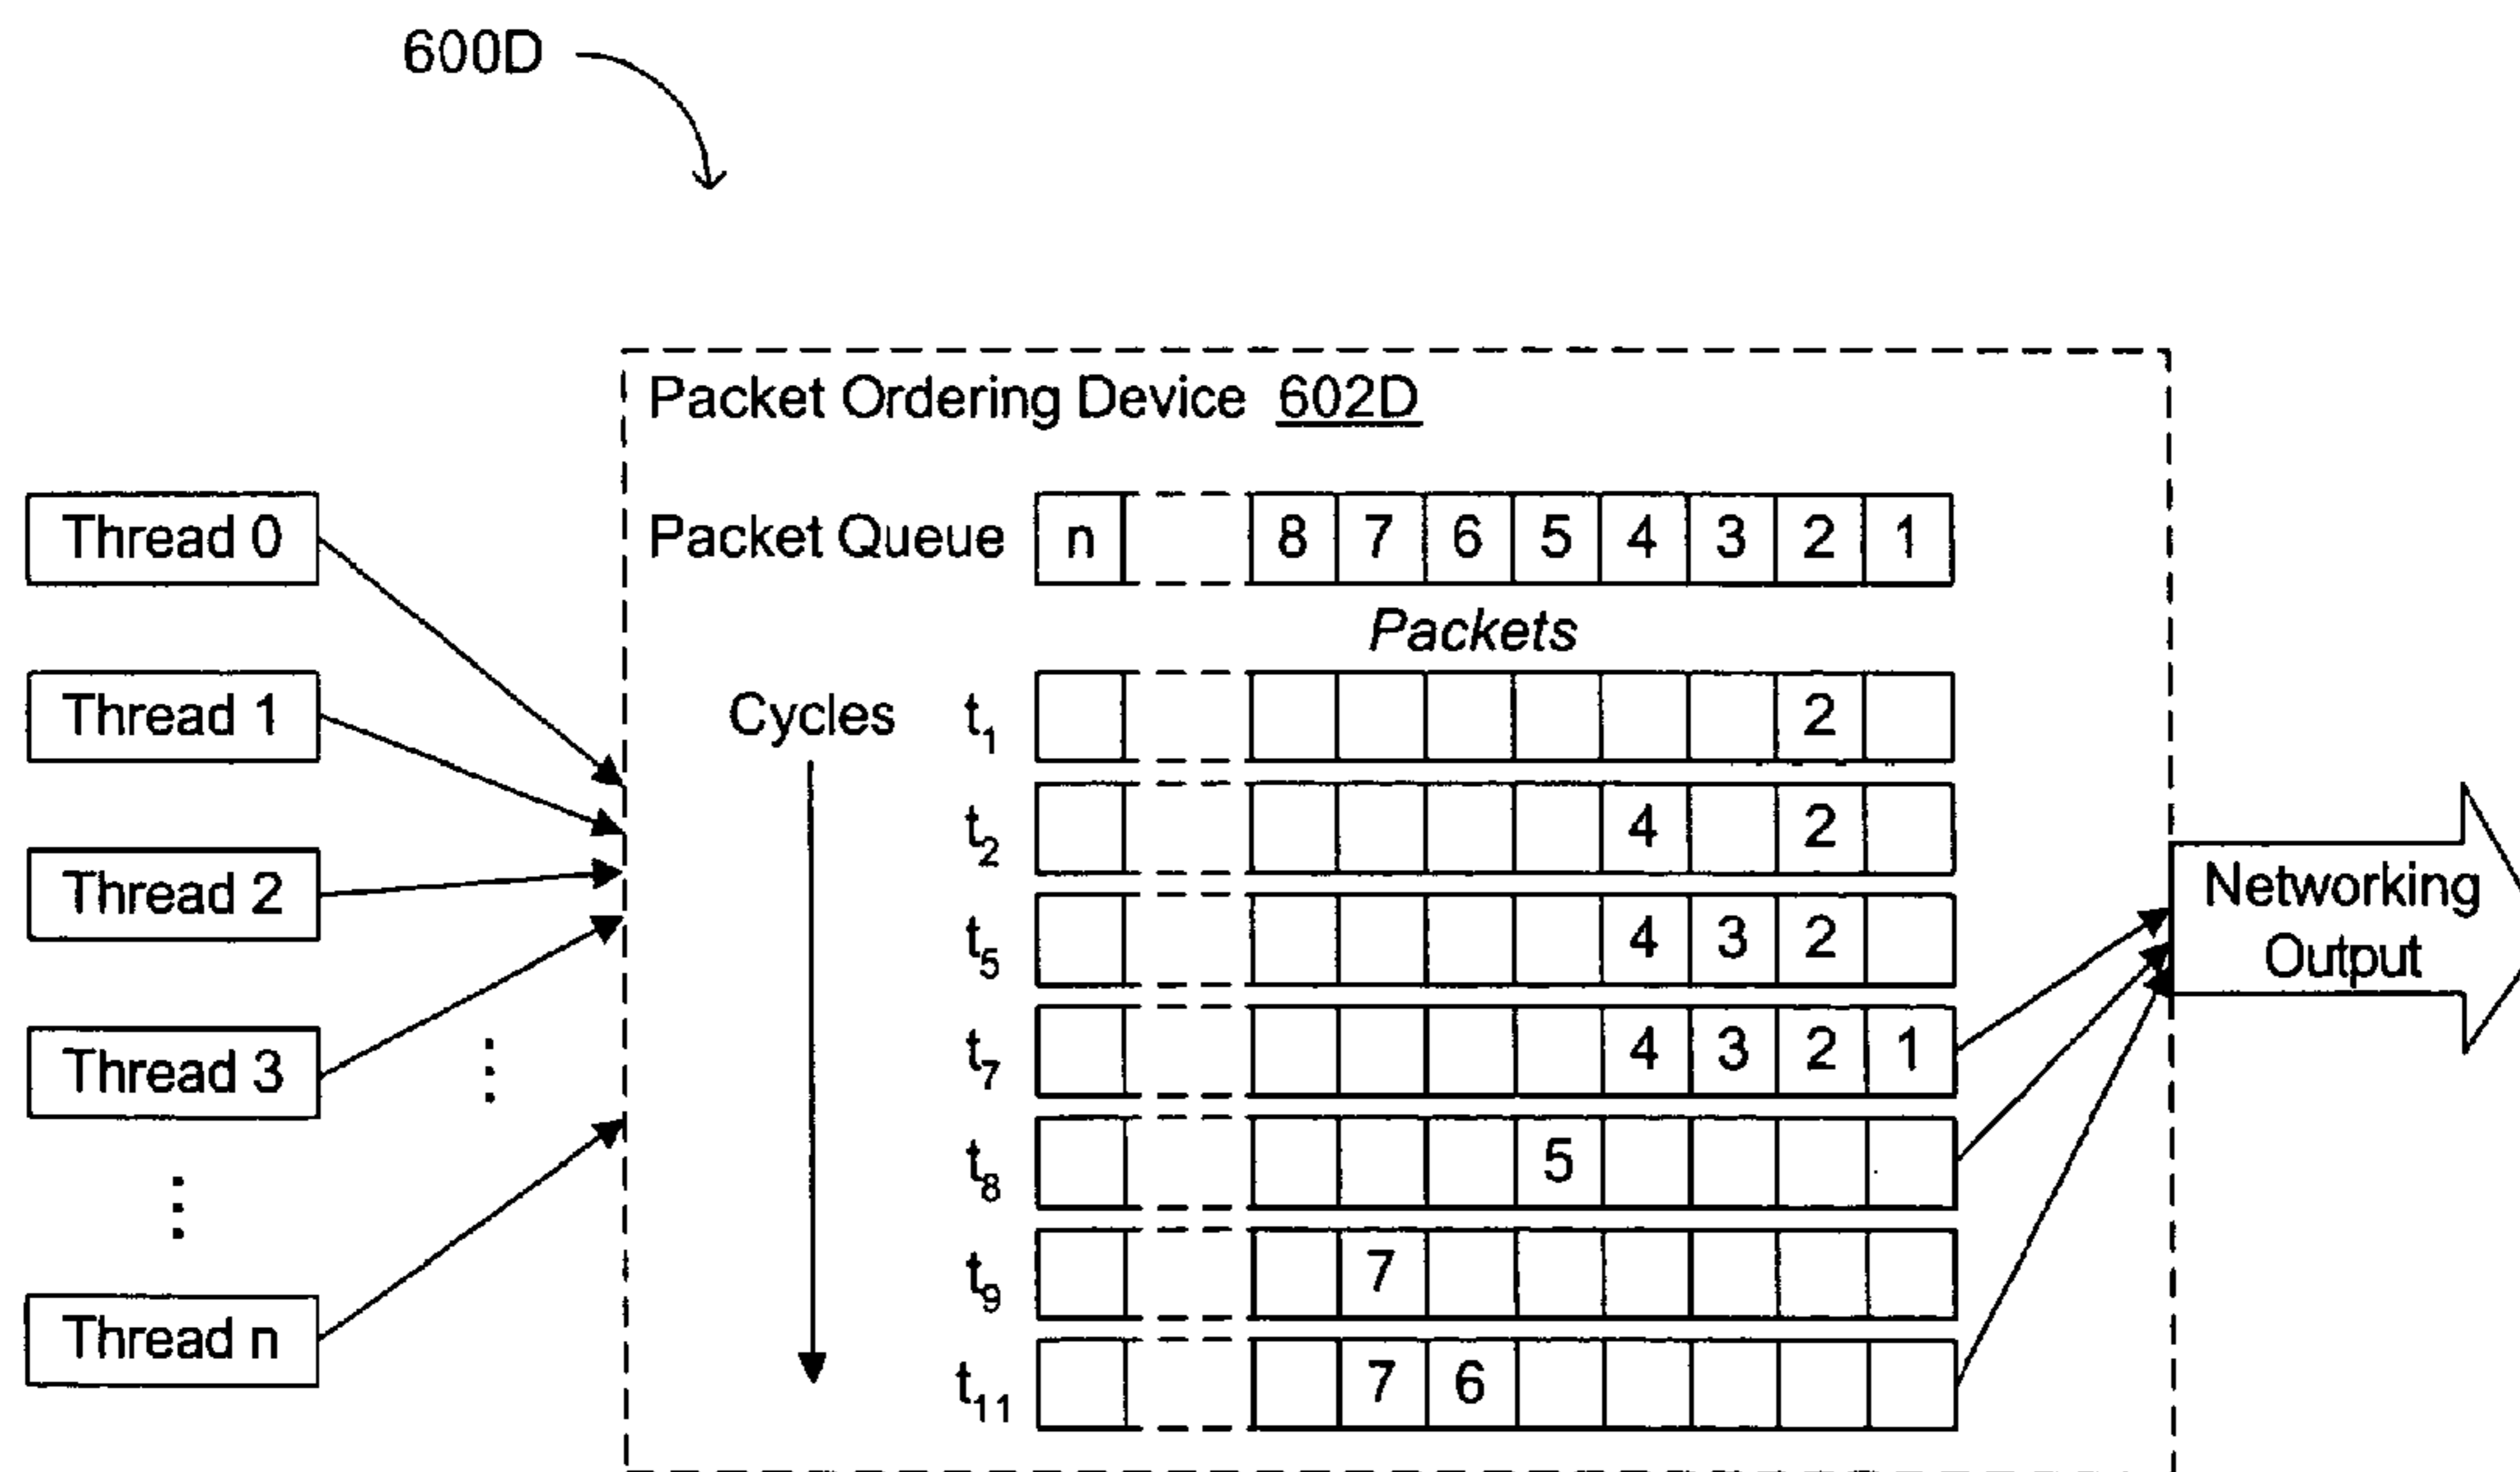 600D
Packet Ordering Device 602D
Thread 0
Thread 1
Thread 2
Thread 3
Thread n
Packet Queue n 8 7 6 5 4 3 2 1
Packets
Cycles
t1 2
t2 4 2
t5 4 3 2
t7 4 3 2 1
t8 5
t9 7
t11 7 6
Networking
Output